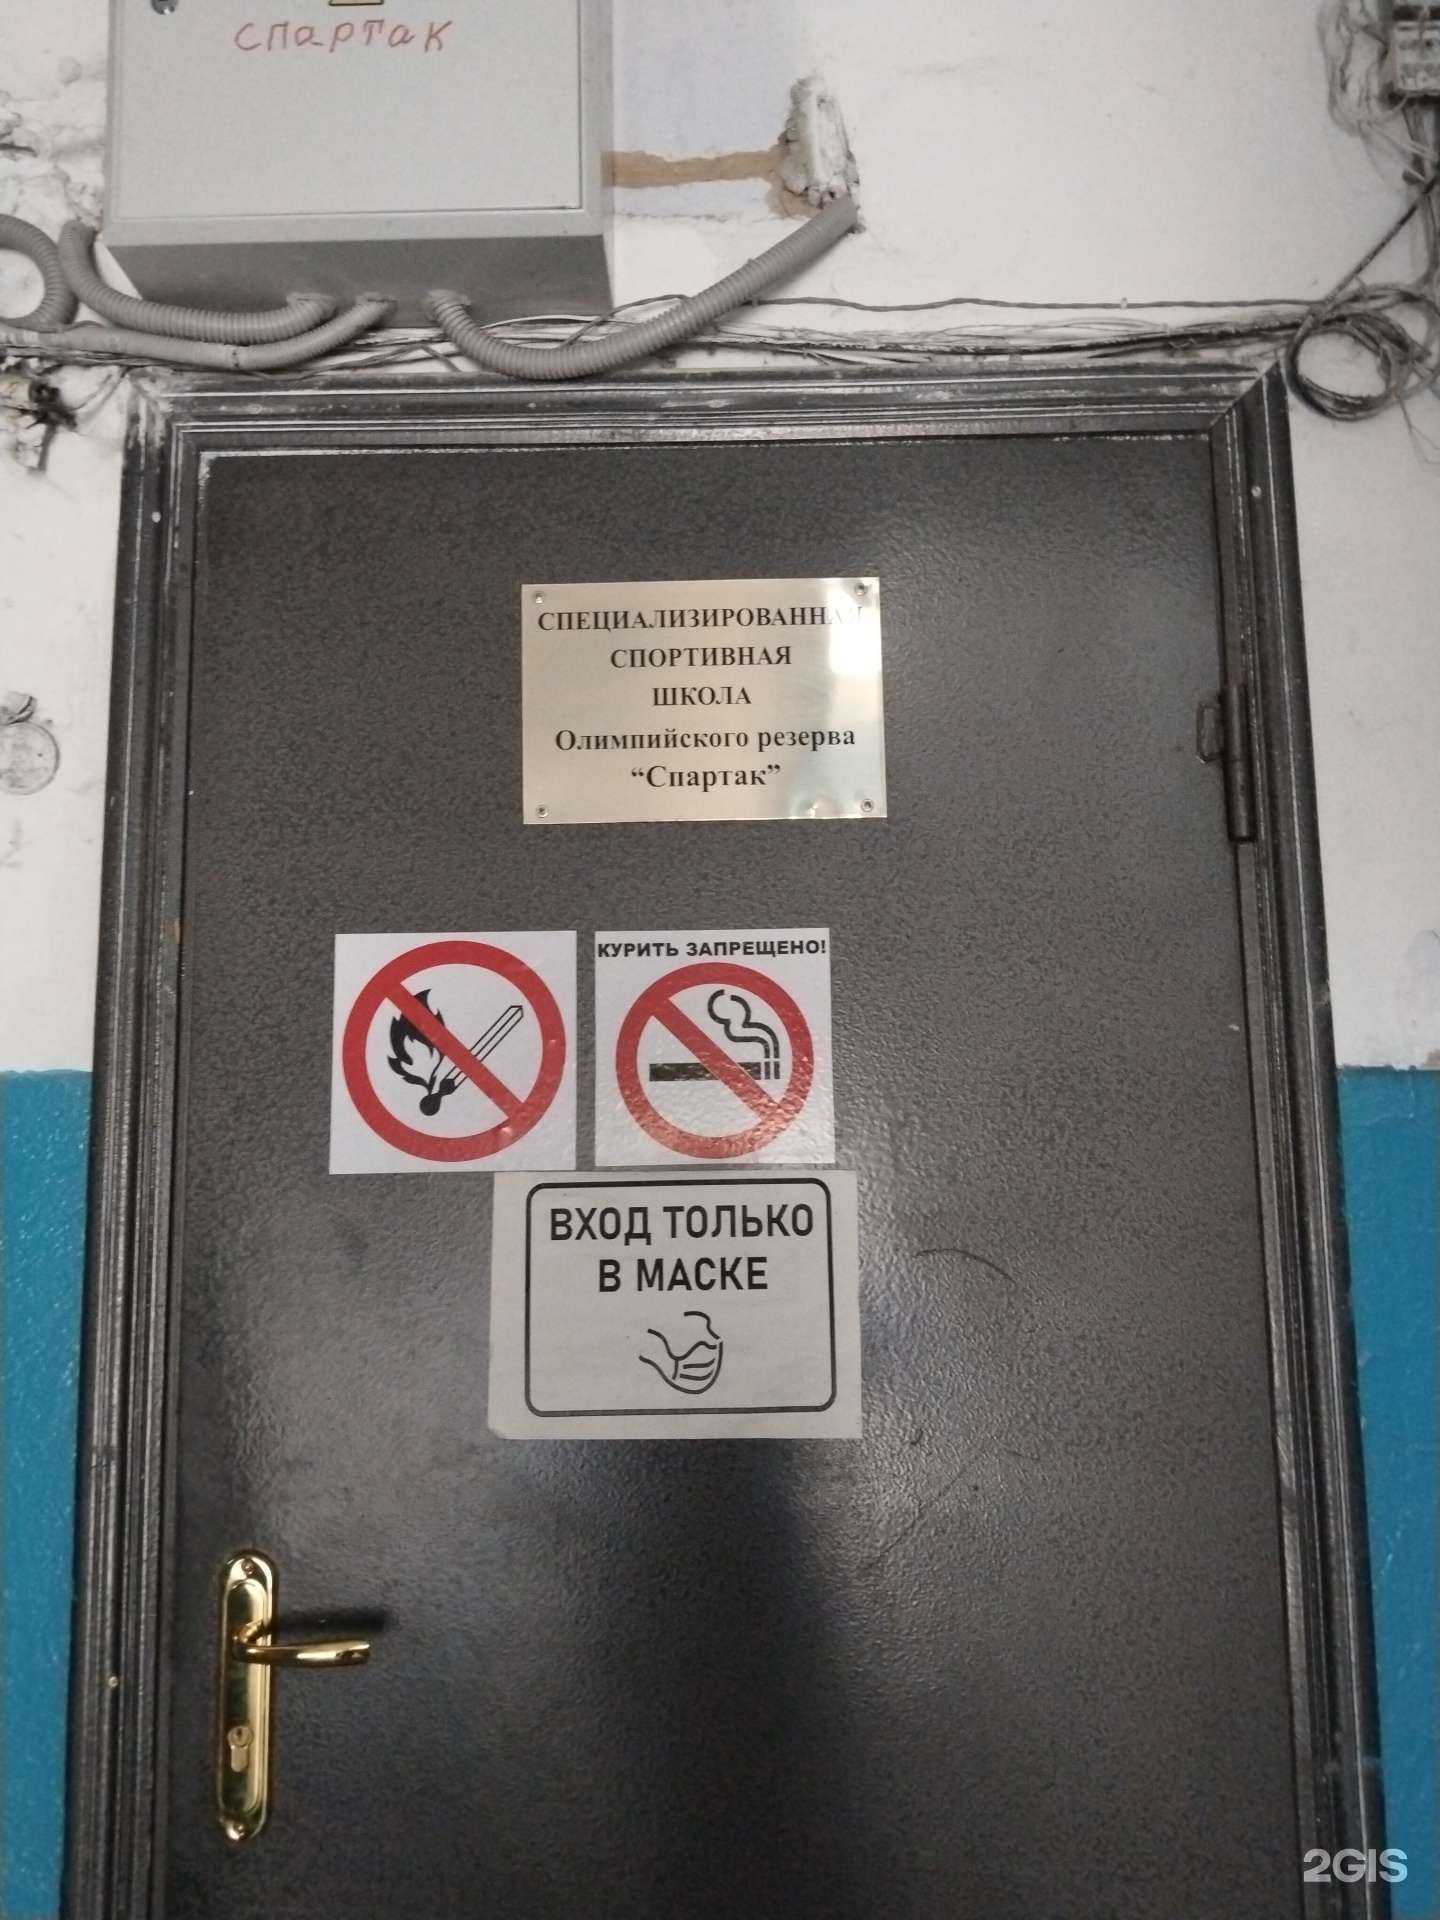 спартак
СПЕЦИАЛИЗИРОВАННАЯ
СПОРТИВНАЯ
ШКОЛА
Олимпийского резерва
“Спартак”
КУРИТЬ ЗАПРЕЩЕНО!
ВХОД ТОЛЬКО
В МАСКЕ
2GIS